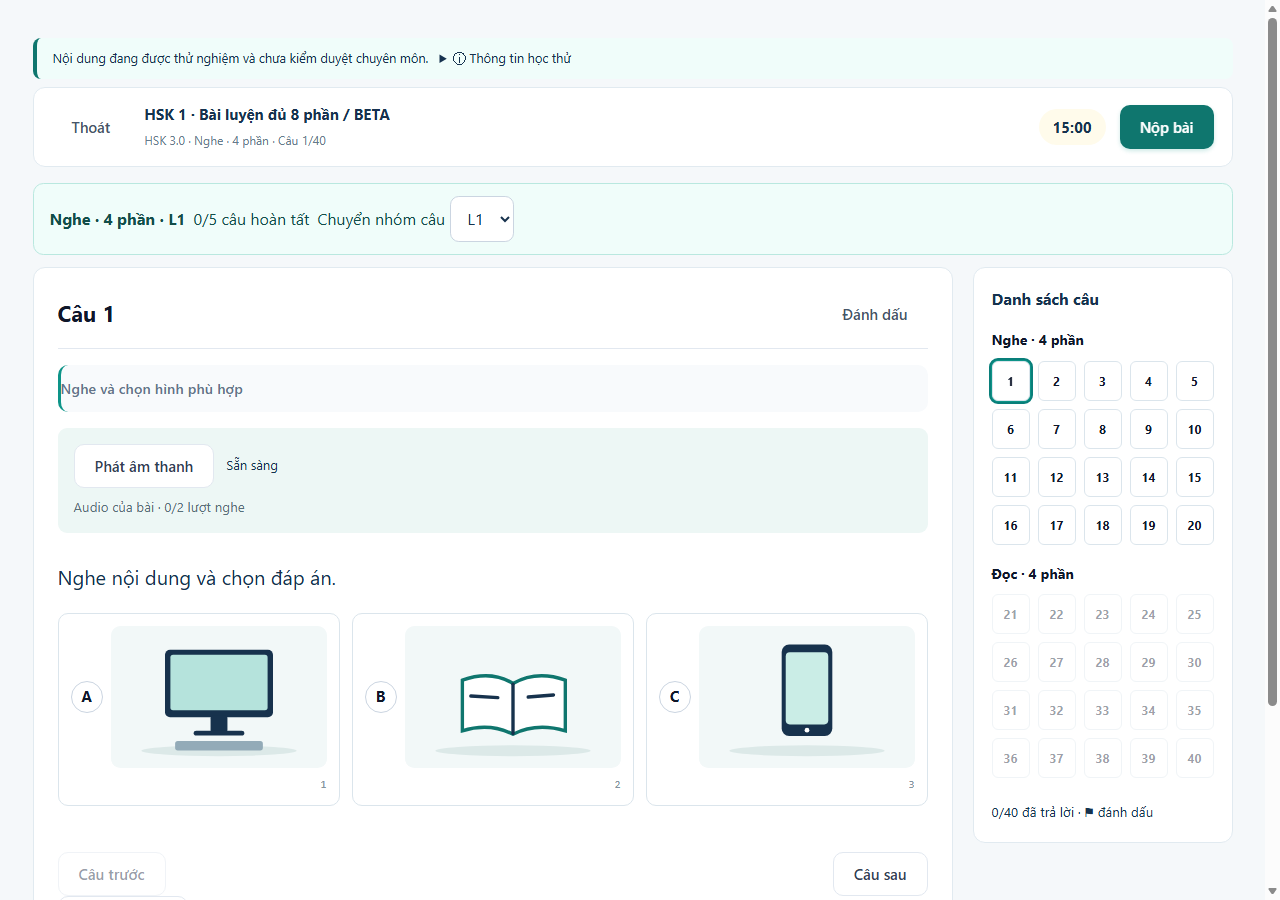 Nội dung đang được thử nghiệm và chưa kiểm duyệt chuyên môn. ▶ ⓘ Thông tin học thử
Thoát
HSK 1 · Bài luyện đủ 8 phần / BETA
HSK 3.0 · Nghe · 4 phần · Câu 1/40
15:00
Nộp bài
Nghe · 4 phần · L1 0/5 câu hoàn tất Chuyển nhóm câu L1
Câu 1
Đánh dấu
Nghe và chọn hình phù hợp
Phát âm thanh
Sẵn sàng
Audio của bài · 0/2 lượt nghe
Nghe nội dung và chọn đáp án.
A
1
B
2
C
3
Câu trước
Câu sau
Danh sách câu
Nghe · 4 phần
1 2 3 4 5
6 7 8 9 10
11 12 13 14 15
16 17 18 19 20
Đọc · 4 phần
21 22 23 24 25
26 27 28 29 30
31 32 33 34 35
36 37 38 39 40
0/40 đã trả lời · ⚑ đánh dấu